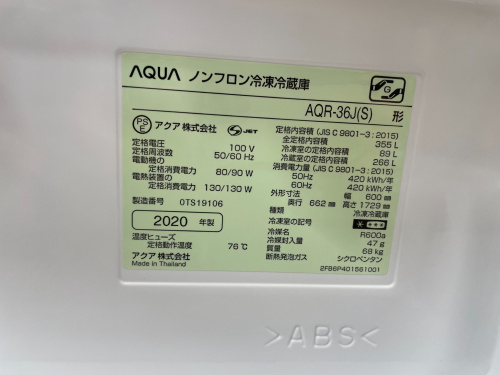 AQUA ノンフロン冷凍冷蔵庫
AQR-36J(S) 形
PS E アクア株式会社 S JET
定格電圧 100 V
定格周波数 50/60 Hz
電動機の
定格消費電力 80/90 W
電熱装置の
定格消費電力 130/130 W
製造番号 0TS19106
2020 年製
温度ヒューズ
定格動作温度 76℃
アクア株式会社
Made in Thailand
定格内容積 (JIS C 9801-3:2015)
全定格内容積 355 L
冷凍室の定格内容積 89 L
冷蔵室の定格内容積 266 L
消費電力量 (JIS C 9801-3:2015)
50Hz 420 kWh/年
60Hz 420 kWh/年
外形寸法 幅 600 mm
奥行 662 mm 高さ 1729 mm
種類 冷凍冷蔵庫
冷凍室の記号
冷媒名 R600a
冷媒封入量 47 g
質量 68 kg
断熱発泡ガス シクロペンタン
2FB6P401561001
>ABS<